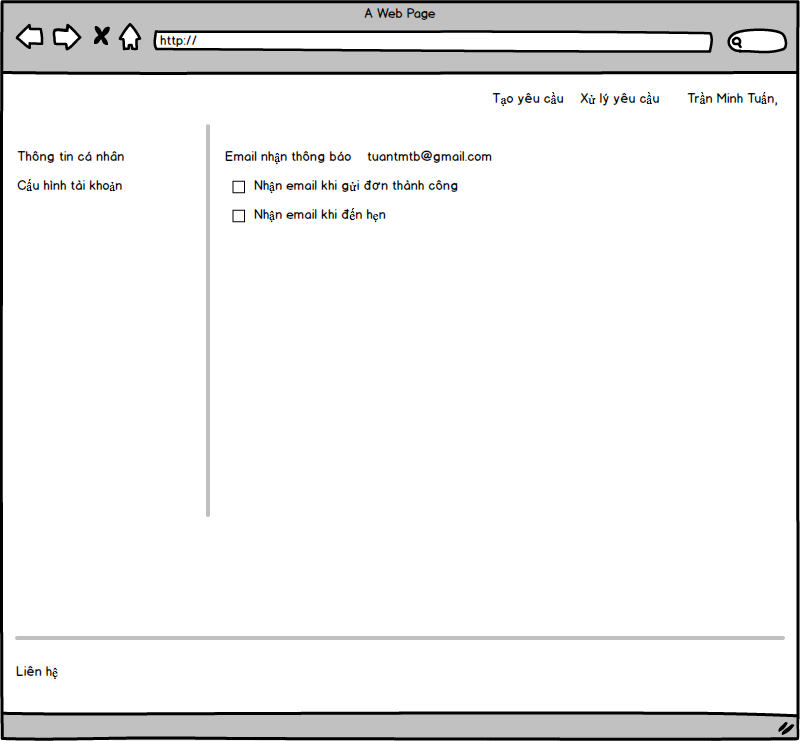 A Web Page
http://
Tạo yêu cầu Xử lý yêu cầu Trần Minh Tuấn,
Thông tin cá nhân
Cấu hình tài khoản
Email nhận thông báo tuantmtb@gmail.com
Nhận email khi gửi đơn thành công
Nhận email khi đến hẹn
Liên hệ